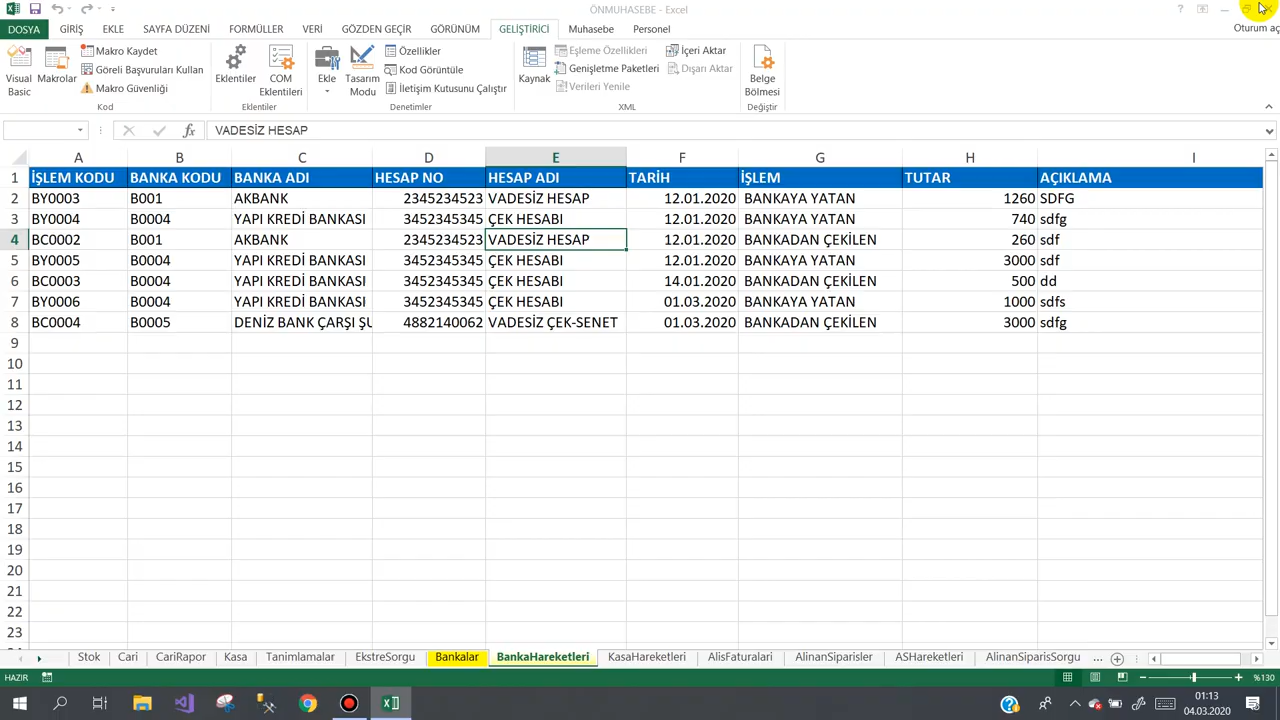 ÖNMUHASEBE - Excel
DOSYA GİRİŞ EKLE SAYFA DÜZENİ FORMÜLLER VERİ GÖZDEN GEÇİR GÖRÜNÜM GELİŞTİRİCİ Muhasebe Personel Oturum aç
Visual Basic
Makrolar
Makro Kaydet
Göreli Başvuruları Kullan
Makro Güvenliği
Kod
Eklentiler
COM Eklentileri
Eklentiler
Ekle
Tasarım Modu
Özellikler
Kod Görüntüle
İletişim Kutusunu Çalıştır
Denetimler
Kaynak
Eşleme Özellikleri
Genişletme Paketleri
Verileri Yenile
İçeri Aktar
Dışarı Aktar
XML
Belge Bölmesi
Değiştir
fx VADESİZ HESAP
A B C D E F G H I
1 İŞLEM KODU BANKA KODU BANKA ADI HESAP NO HESAP ADI TARİH İŞLEM TUTAR AÇIKLAMA
2 BY0003 B001 AKBANK 2345234523 VADESİZ HESAP 12.01.2020 BANKAYA YATAN 1260 SDFG
3 BY0004 B0004 YAPI KREDİ BANKASI 3452345345 ÇEK HESABI 12.01.2020 BANKAYA YATAN 740 sdfg
4 BC0002 B001 AKBANK 2345234523 VADESİZ HESAP 12.01.2020 BANKADAN ÇEKİLEN 260 sdf
5 BY0005 B0004 YAPI KREDİ BANKASI 3452345345 ÇEK HESABI 12.01.2020 BANKAYA YATAN 3000 sdf
6 BC0003 B0004 YAPI KREDİ BANKASI 3452345345 ÇEK HESABI 14.01.2020 BANKADAN ÇEKİLEN 500 dd
7 BY0006 B0004 YAPI KREDİ BANKASI 3452345345 ÇEK HESABI 01.03.2020 BANKAYA YATAN 1000 sdfs
8 BC0004 B0005 DENİZ BANK ÇARŞI ŞU 4882140062 VADESİZ ÇEK-SENET 01.03.2020 BANKADAN ÇEKİLEN 3000 sdfg
9
10
11
12
13
14
15
16
17
18
19
20
21
22
23
Stok Cari CariRapor Kasa Tanimlamalar EkstreSorgu Bankalar BankaHareketleri KasaHareketleri AlisFaturalari AlinanSiparisler ASHareketleri AlinanSiparisSorgu ...
HAZIR %130
01:13
04.03.2020